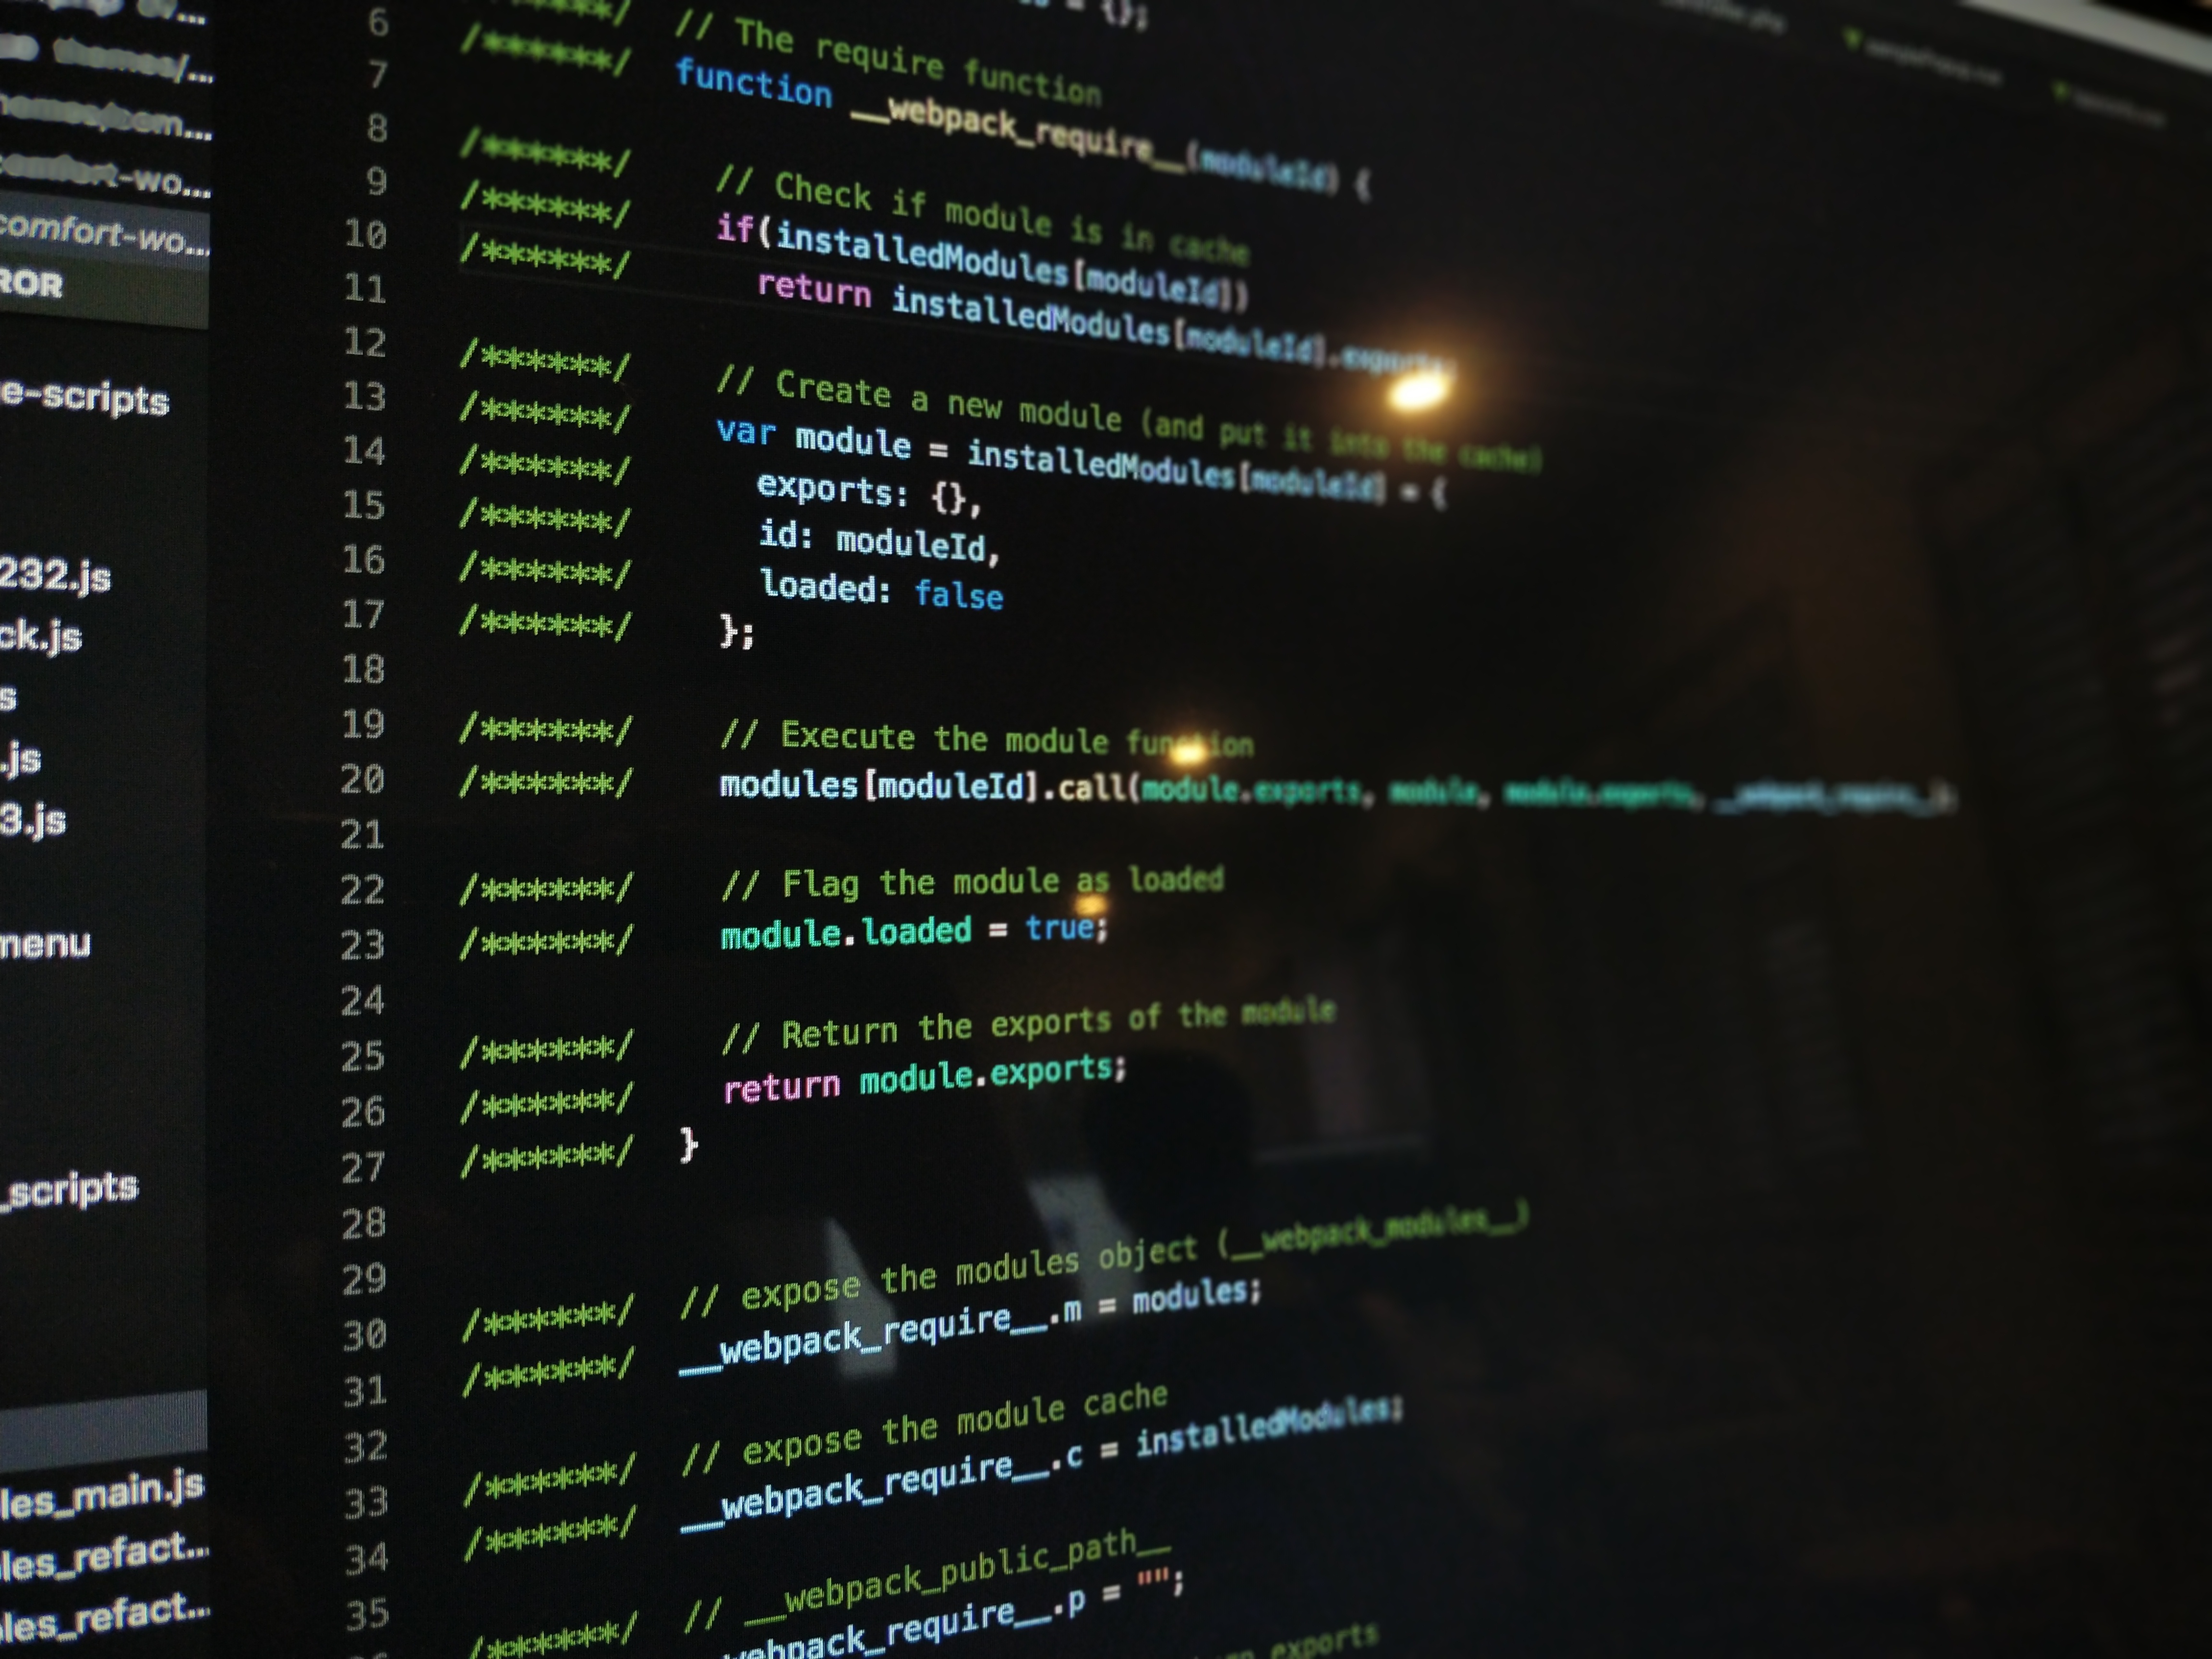 themes/...
comfort-wo...
comfort-wo...
ROR
e-scripts
232.js
ck.js
s
.js
3.js
menu
_scripts
les_main.js
les_refact...
les_refact...
= {};
6 /******/ // The require function
7 /******/ function __webpack_require__(moduleId) {
8
9 /******/ // Check if module is in cache
10 /******/ if(installedModules[moduleId])
11 /******/ return installedModules[moduleId].exports;
12
13 /******/ // Create a new module (and put it into the cache)
14 /******/ var module = installedModules[moduleId] = {
15 /******/ exports: {},
16 /******/ id: moduleId,
17 /******/ loaded: false
18 /******/ };
19 /******/ // Execute the module function
20 /******/ modules[moduleId].call(module.exports, module, module.exports, __webpack_require__);
21
22 /******/ // Flag the module as loaded
23 /******/ module.loaded = true;
24
25 /******/ // Return the exports of the module
26 /******/ return module.exports;
27 /******/ }
28
29
30 /******/ // expose the modules object (__webpack_modules__)
31 /******/ __webpack_require__.m = modules;
32
33 /******/ // expose the module cache
34 /******/ __webpack_require__.c = installedModules;
35
/******/ // __webpack_public_path__
webpack_require__.p = "";
exports